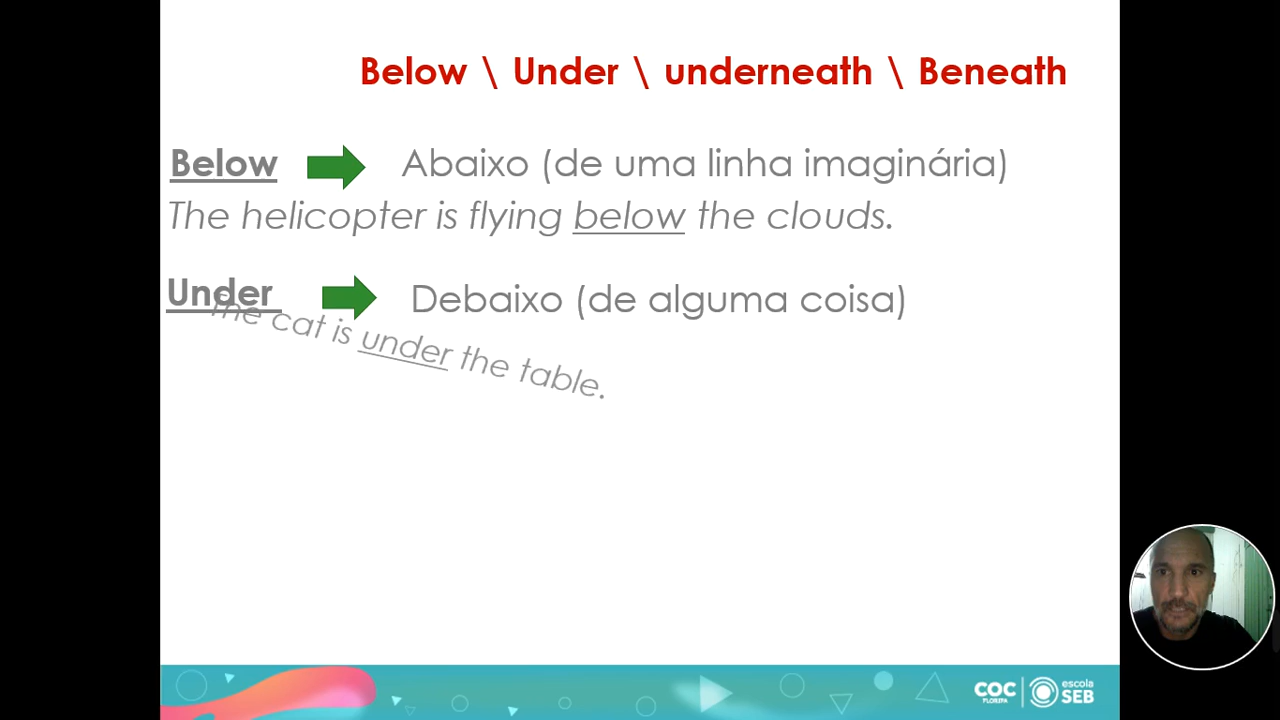 Below \ Under \ underneath \ Beneath
Below Abaixo (de uma linha imaginária)
The helicopter is flying below the clouds.
Under Debaixo (de alguma coisa)
The cat is under the table.
COC FLORIPA escola SEB